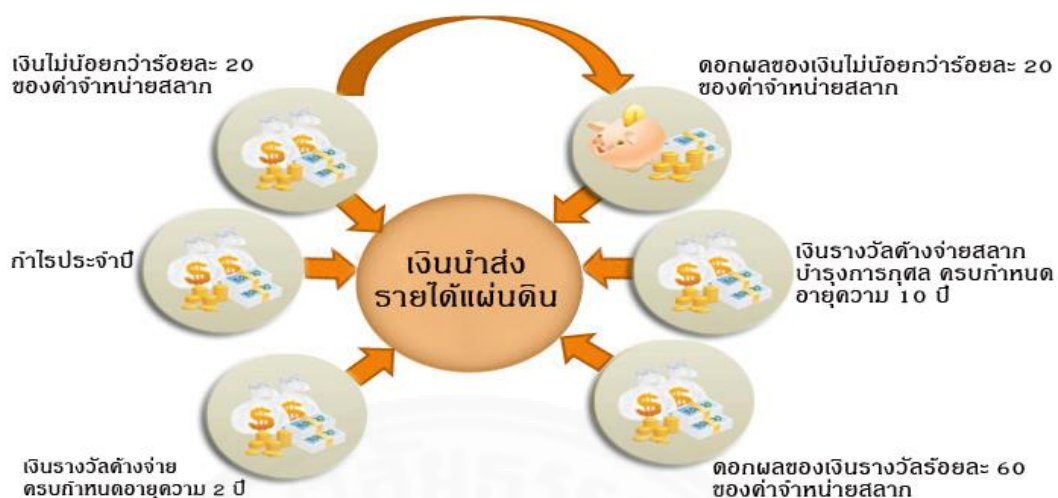 เงินไม่น้อยกว่าร้อยละ 20
ของค่าจำหน่ายสลาก
ดอกผลของเงินไม่น้อยกว่าร้อยละ 20
ของค่าจำหน่ายสลาก
กำไรประจำปี
เงินนำส่ง
รายได้แผ่นดิน
เงินรางวัลค้างจ่ายสลาก
บำรุงการกุศล ครบกำหนด
อายุความ 10 ปี
เงินรางวัลค้างจ่าย
ครบกำหนดอายุความ 2 ปี
ดอกผลของเงินรางวัลร้อยละ 60
ของค่าจำหน่ายสลาก